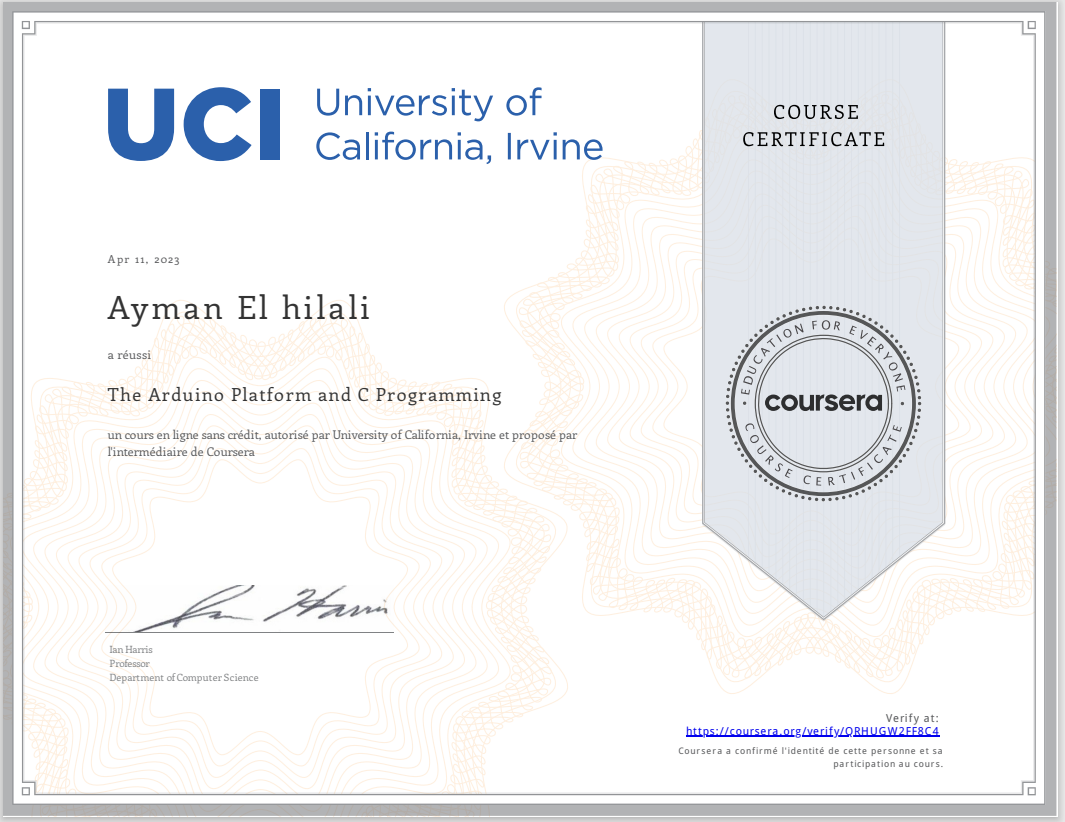 UCI University of
California, Irvine
COURSE
CERTIFICATE
Apr 11, 2023
Ayman El hilali
a réussi
The Arduino Platform and C Programming
un cours en ligne sans crédit, autorisé par University of California, Irvine et proposé par
l'intermédiaire de Coursera
EDUCATION FOR EVERYONE
coursera
COURSE CERTIFICATE
Ian Harris
Ian Harris
Professor
Department of Computer Science
Verify at:
https://coursera.org/verify/QRHUGW2FF8C4
Coursera a confirmé l'identité de cette personne et sa
participation au cours.